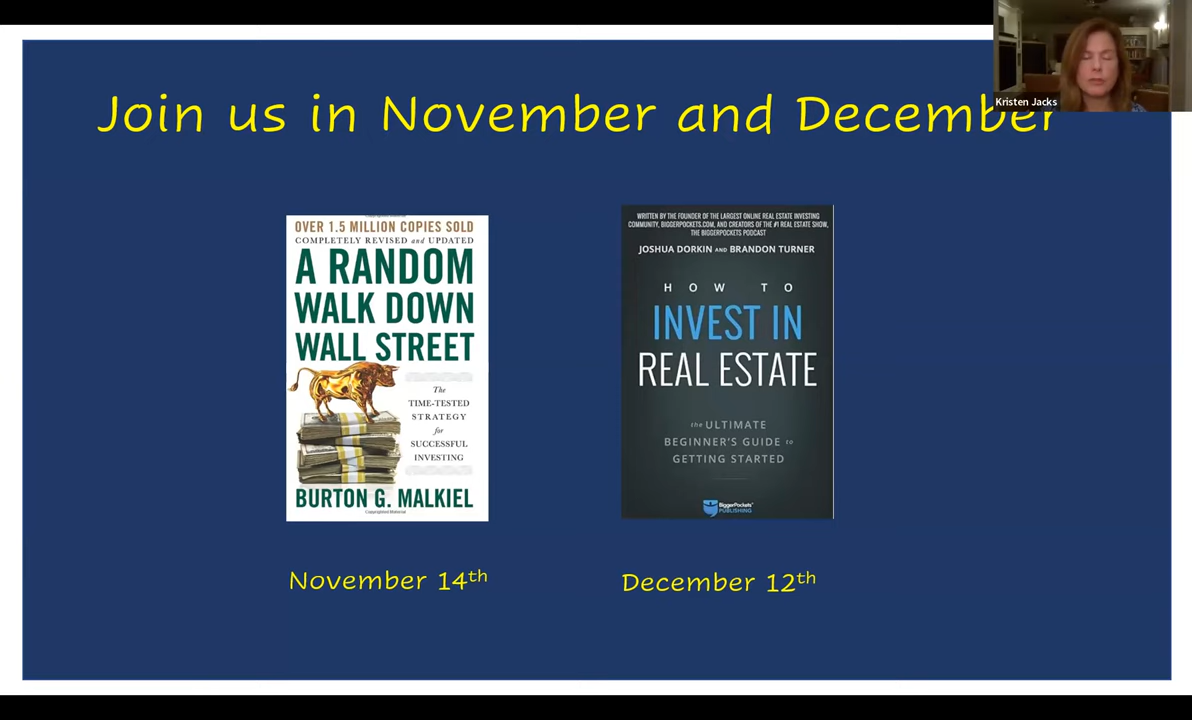 Join us in November and December
Kristen Jacks
OVER 1.5 MILLION COPIES SOLD
COMPLETELY REVISED and UPDATED
A RANDOM
WALK DOWN
WALL STREET
The
TIME-TESTED
STRATEGY
for
SUCCESSFUL
INVESTING
BURTON G. MALKIEL
Copyrighted Material
WRITTEN BY THE FOUNDER OF THE LARGEST ONLINE REAL ESTATE INVESTING
COMMUNITY, BIGGERPOCKETS.COM, AND CREATORS OF THE #1 REAL ESTATE SHOW,
THE BIGGERPOCKETS PODCAST
JOSHUA DORKIN AND BRANDON TURNER
HOW TO
INVEST IN
REAL ESTATE
the ULTIMATE
BEGINNER'S GUIDE to
GETTING STARTED
BiggerPockets
PUBLISHING
November 14th
December 12th